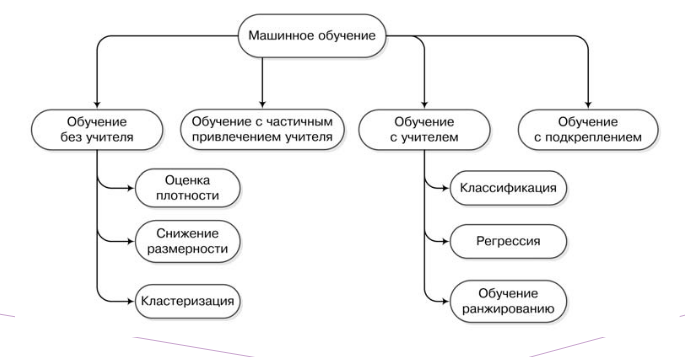 Машинное обучение
Обучение
без учителя
Обучение с частичным
привлечением учителя
Обучение
с учителем
Обучение
с подкреплением
Оценка
плотности
Снижение
размерности
Кластеризация
Классификация
Регрессия
Обучение
ранжированию